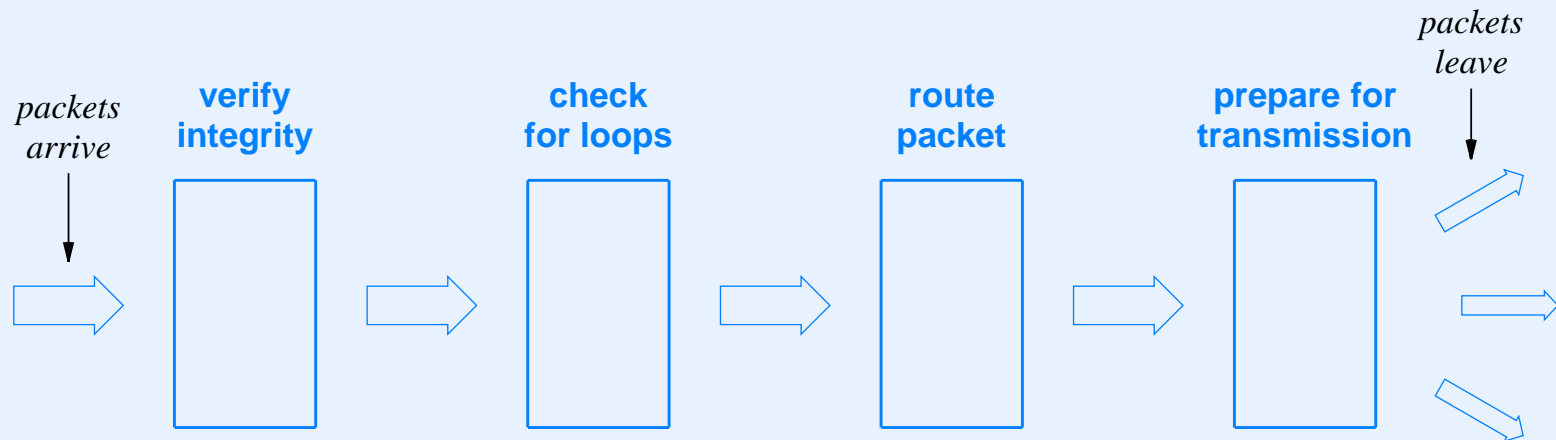 packets
arrive
verify
integrity
check
for loops
route
packet
prepare for
transmission
packets
leave